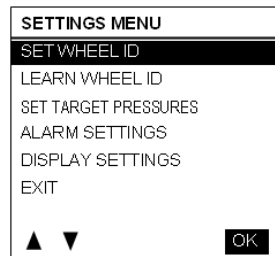 SETTINGS MENU
SET WHEEL ID
LEARN WHEEL ID
SET TARGET PRESSURES
ALARM SETTINGS
DISPLAY SETTINGS
EXIT
OK